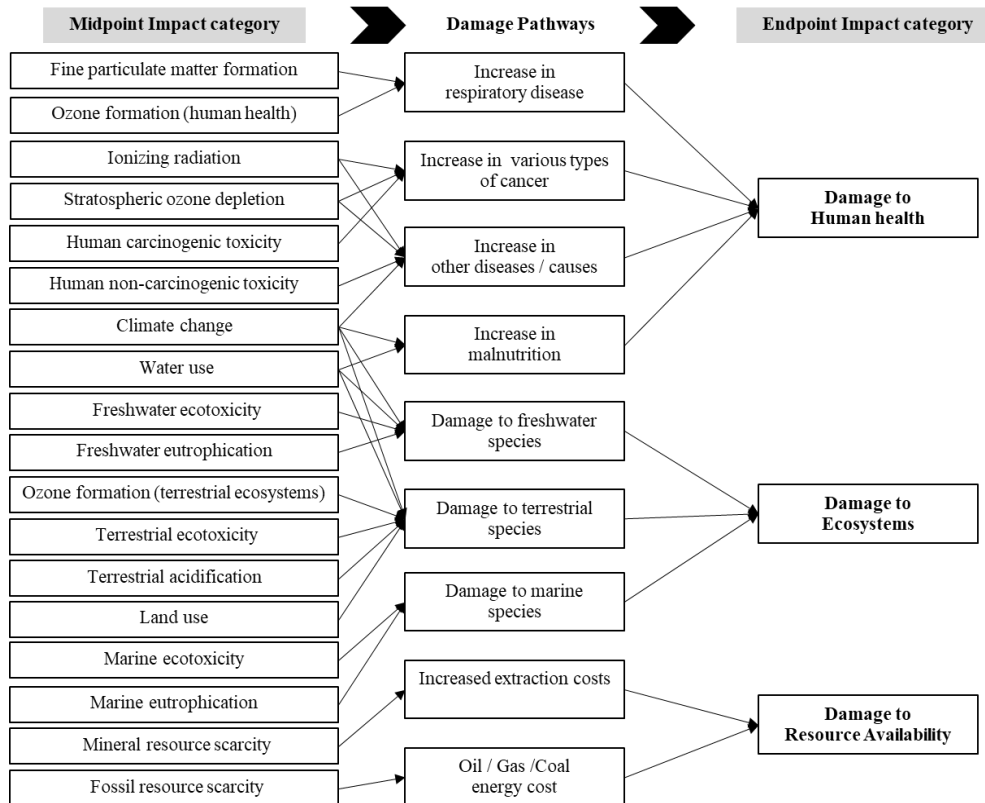 Midpoint Impact category
Damage Pathways
Endpoint Impact category
Fine particulate matter formation
Ozone formation (human health)
Ionizing radiation
Stratospheric ozone depletion
Human carcinogenic toxicity
Human non-carcinogenic toxicity
Climate change
Water use
Freshwater ecotoxicity
Freshwater eutrophication
Ozone formation (terrestrial ecosystems)
Terrestrial ecotoxicity
Terrestrial acidification
Land use
Marine ecotoxicity
Marine eutrophication
Mineral resource scarcity
Fossil resource scarcity
Increase in
respiratory disease
Increase in various types
of cancer
Increase in
other diseases / causes
Increase in
malnutrition
Damage to freshwater
species
Damage to terrestrial
species
Damage to marine
species
Increased extraction costs
Oil / Gas /Coal
energy cost
Damage to
Human health
Damage to
Ecosystems
Damage to
Resource Availability